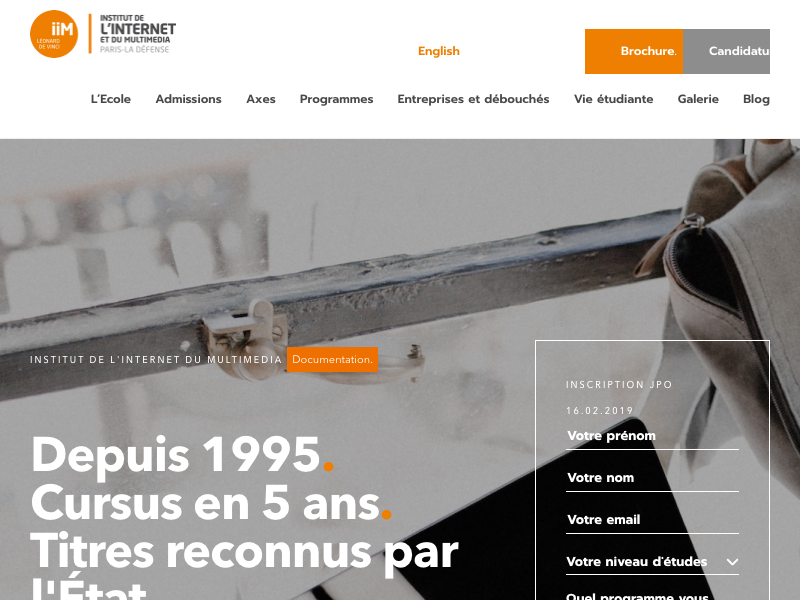 iiM
LÉONARD
DE VINCI
INSTITUT DE
L'INTERNET
ET DU MULTIMEDIA
PARIS-LA DÉFENSE
English
Brochure.
Candidatu
L'Ecole Admissions Axes Programmes Entreprises et débouchés Vie étudiante Galerie Blog
INSTITUT DE L'INTERNET DU MULTIMEDIA Documentation.
Depuis 1995.
Cursus en 5 ans.
Titres reconnus par
l'État
INSCRIPTION JPO
16.02.2019
Votre prénom
Votre nom
Votre email
Votre niveau d'études
Quel programme vous